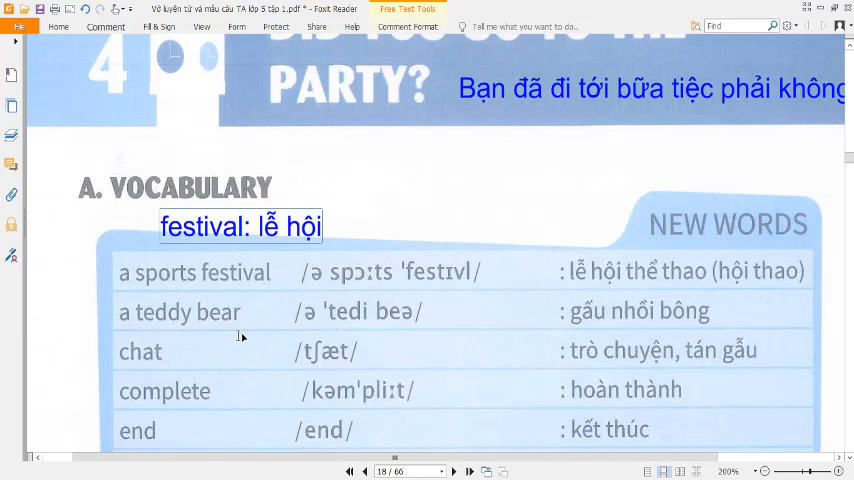 Vở luyện từ và mẫu câu TA lớp 5 tập 1.pdf * - Foxit Reader
Free Text Tools
File
Home
Comment
Fill & Sign
View
Form
Protect
Share
Help
Comment Format
Tell me what you want to do..
Find
4
PARTY?
Bạn đã đi tới bữa tiệc phải không
A. VOCABULARY
festival: lễ hội
NEW WORDS
a sports festival /ə spɔːts ˈfestɪvl/ : lễ hội thể thao (hội thao)
a teddy bear /ə ˈtedi beə/ : gấu nhồi bông
chat /tʃæt/ : trò chuyện, tán gẫu
complete /kəmˈpliːt/ : hoàn thành
end /end/ : kết thúc
18 / 66
200%